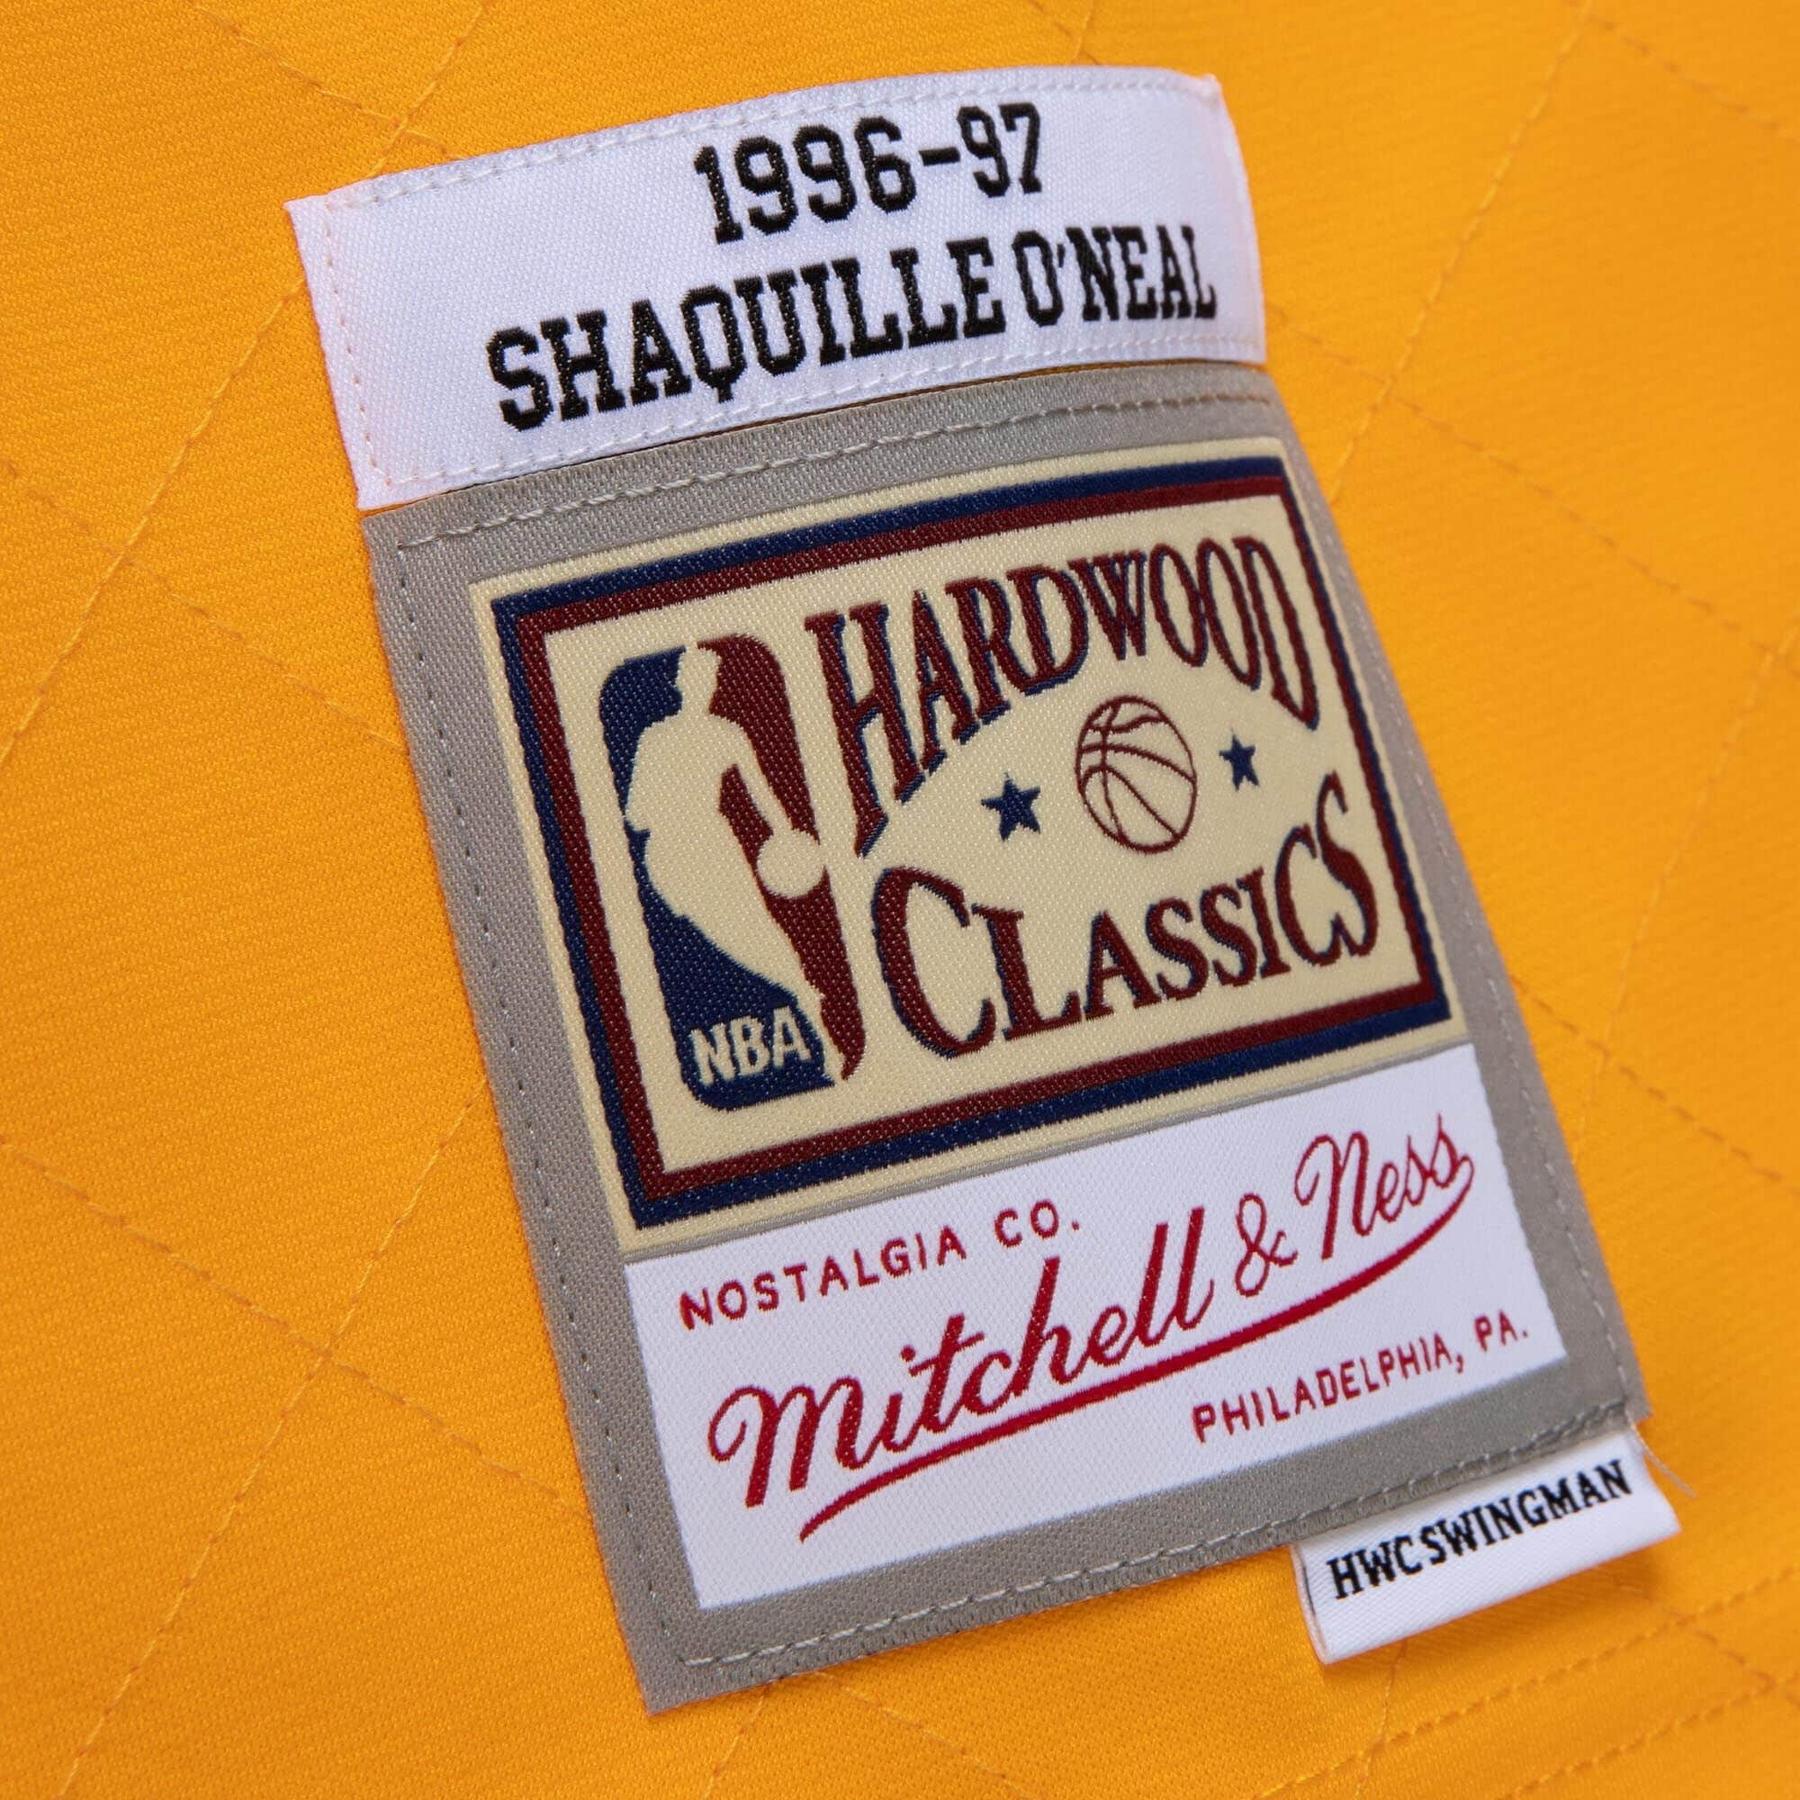 1996-97
SHAQUILLE O'NEAL
HARDWOOD
CLASSICS
NBA
NOSTALGIA CO.
Mitchell & Ness
PHILADELPHIA, PA.
HWC SWINGMAN